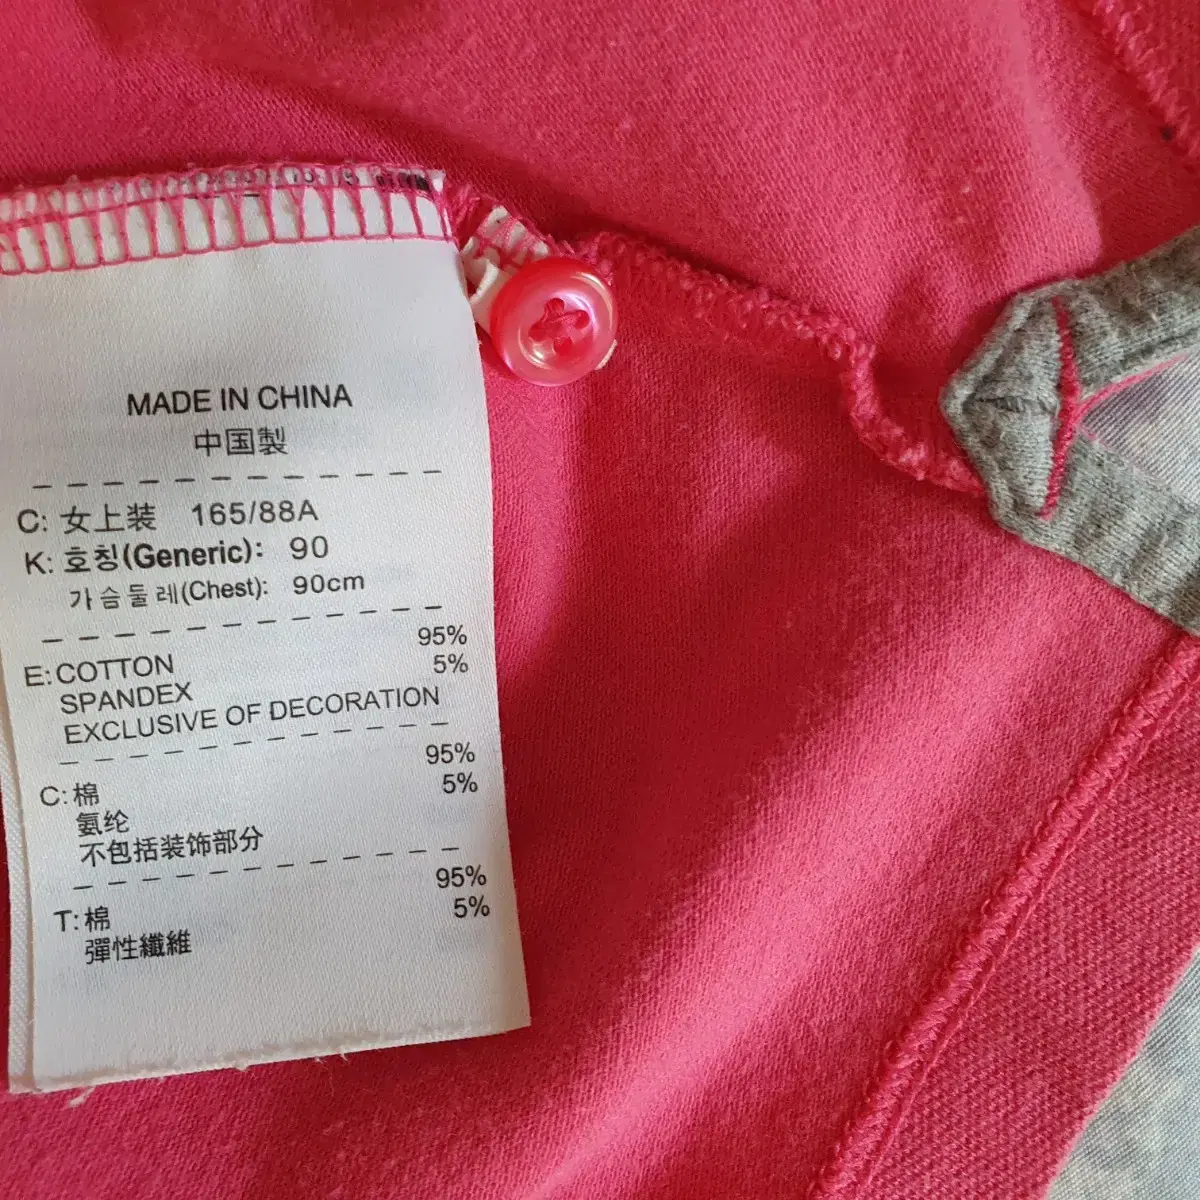 MADE IN CHINA
中国製
C: 女上装 165/88A
K: 호칭(Generic): 90
가슴둘레(Chest): 90cm
95%
E: COTTON 5%
SPANDEX
EXCLUSIVE OF DECORATION
95%
C: 棉 5%
氨纶
不包括装饰部分
95%
T: 棉 5%
彈性纖維